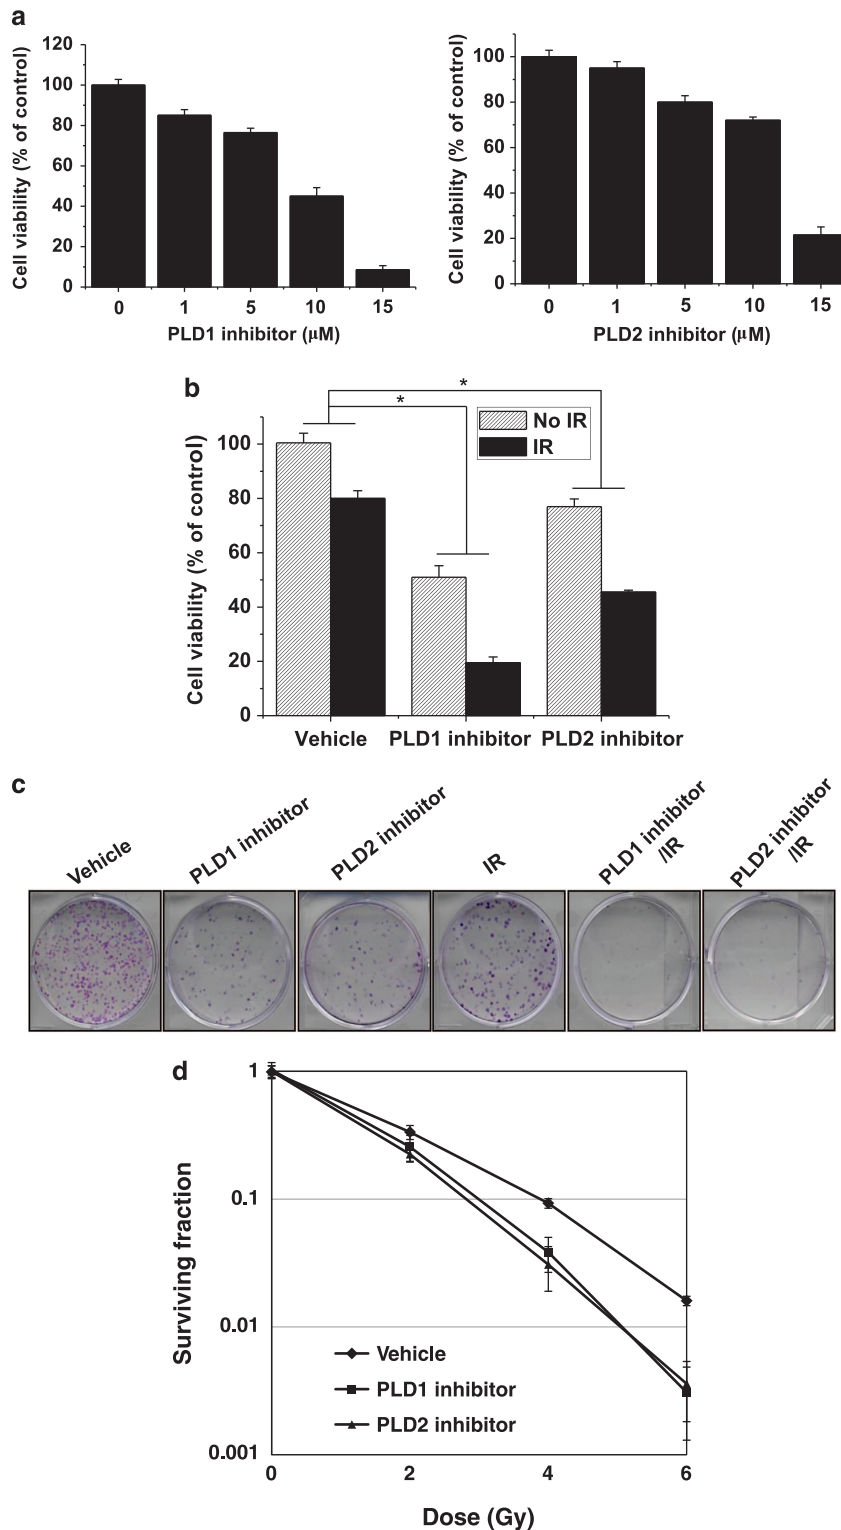 a
Cell viability (% of control)
120
100
80
60
40
20
0
0 1 5 10 15
PLD1 inhibitor (μM)
Cell viability (% of control)
100
80
60
40
20
0
0 1 5 10 15
PLD2 inhibitor (μM)
b
Cell viability (% of control)
100
80
60
40
20
0
*
*
No IR
IR
Vehicle PLD1 inhibitor PLD2 inhibitor
c
Vehicle
PLD1 inhibitor
PLD2 inhibitor
IR
PLD1 inhibitor
/IR
PLD2 inhibitor
/IR
d
Surviving fraction
1
0.1
0.01
0.001
Vehicle
PLD1 inhibitor
PLD2 inhibitor
0 2 4 6
Dose (Gy)